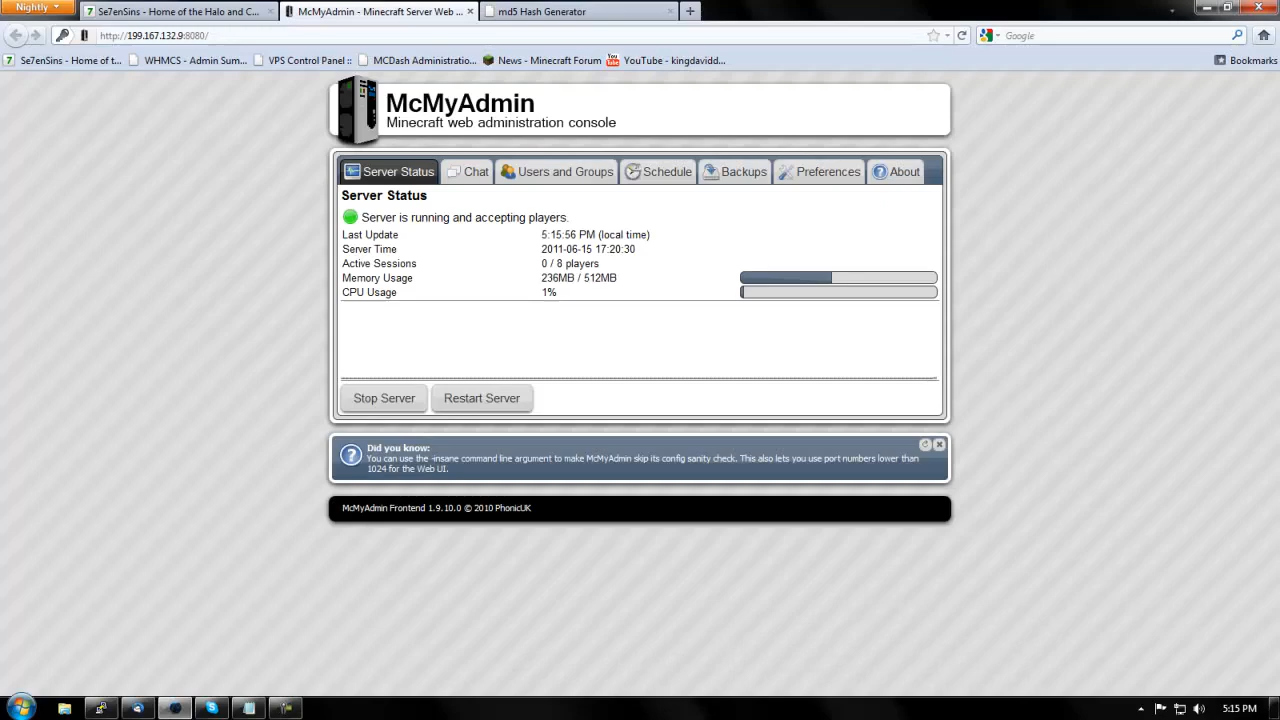 Nightly
Se7enSins - Home of the Halo and C...
McMyAdmin - Minecraft Server Web ...
md5 Hash Generator
http://199.167.132.9:8080/
Google
Se7enSins - Home of t...
WHMCS - Admin Sum...
VPS Control Panel ::
MCDash Administratio...
News - Minecraft Forum
YouTube - kingdavidd...
Bookmarks
McMyAdmin
Minecraft web administration console
Server Status
Chat
Users and Groups
Schedule
Backups
Preferences
About
Server Status
Server is running and accepting players.
Last Update 5:15:56 PM (local time)
Server Time 2011-06-15 17:20:30
Active Sessions 0 / 8 players
Memory Usage 236MB / 512MB
CPU Usage 1%
Stop Server
Restart Server
Did you know:
You can use the -insane command line argument to make McMyAdmin skip its config sanity check. This also lets you use port numbers lower than
1024 for the Web UI.
McMyAdmin Frontend 1.9.10.0 © 2010 PhonicUK
5:15 PM